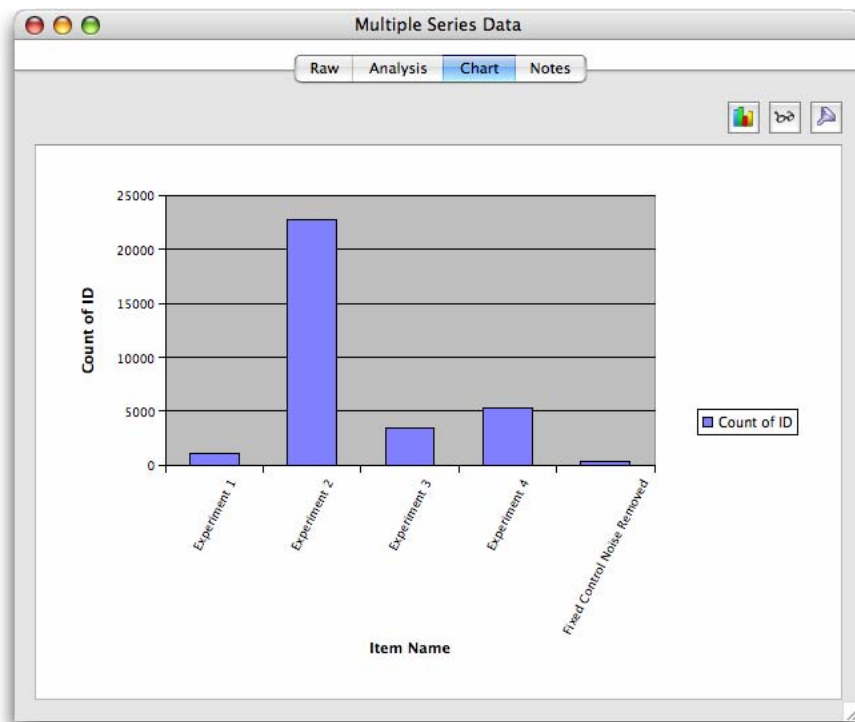 Multiple Series Data
Raw Analysis Chart Notes
25000
20000
15000
10000
5000
0
Count of ID
Count of ID
Experiment 1
Experiment 2
Experiment 3
Experiment 4
Fixed Control Noise Removed
Item Name